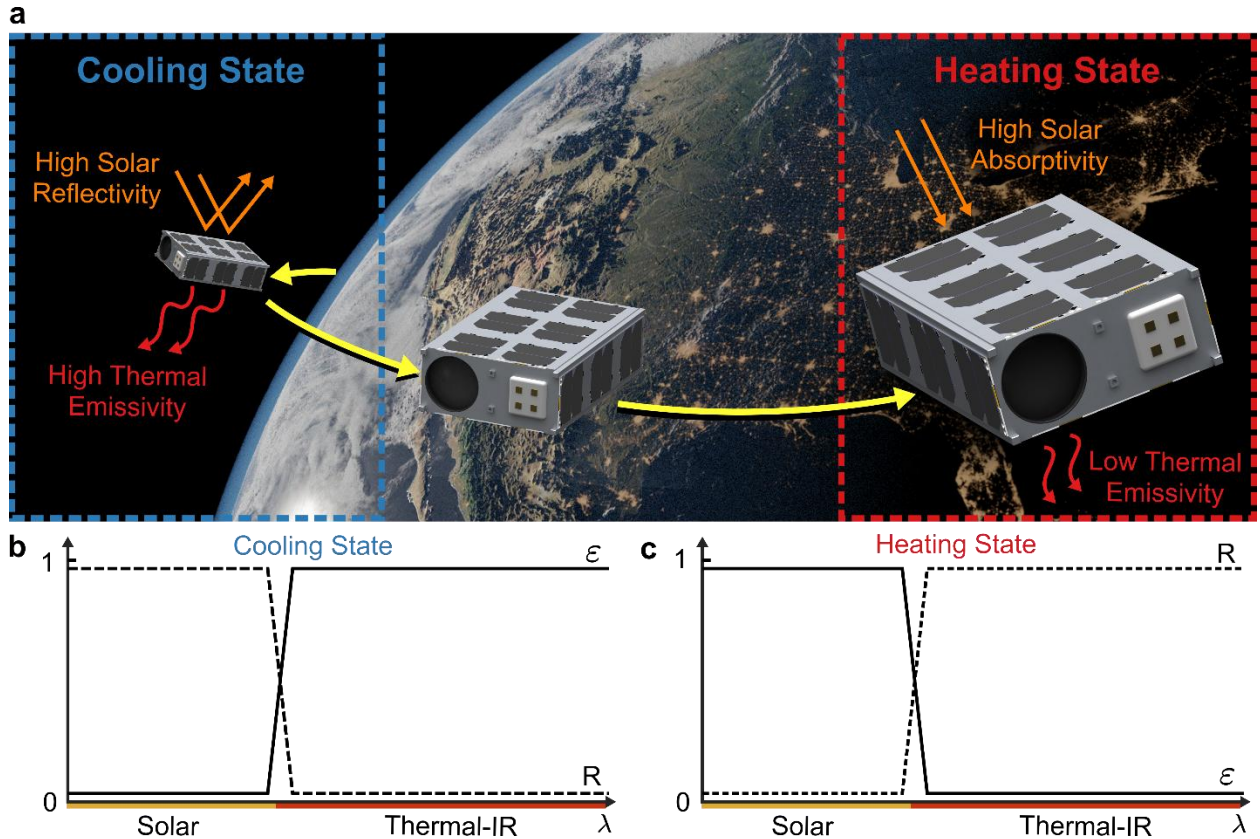 a
Cooling State
Heating State
High Solar
Reflectivity
High Solar
Absorptivity
High Thermal
Emissivity
Low Thermal
Emissivity
b
Cooling State
1
ε
R
0
Solar
Thermal-IR
λ
c
Heating State
1
R
ε
0
Solar
Thermal-IR
λ